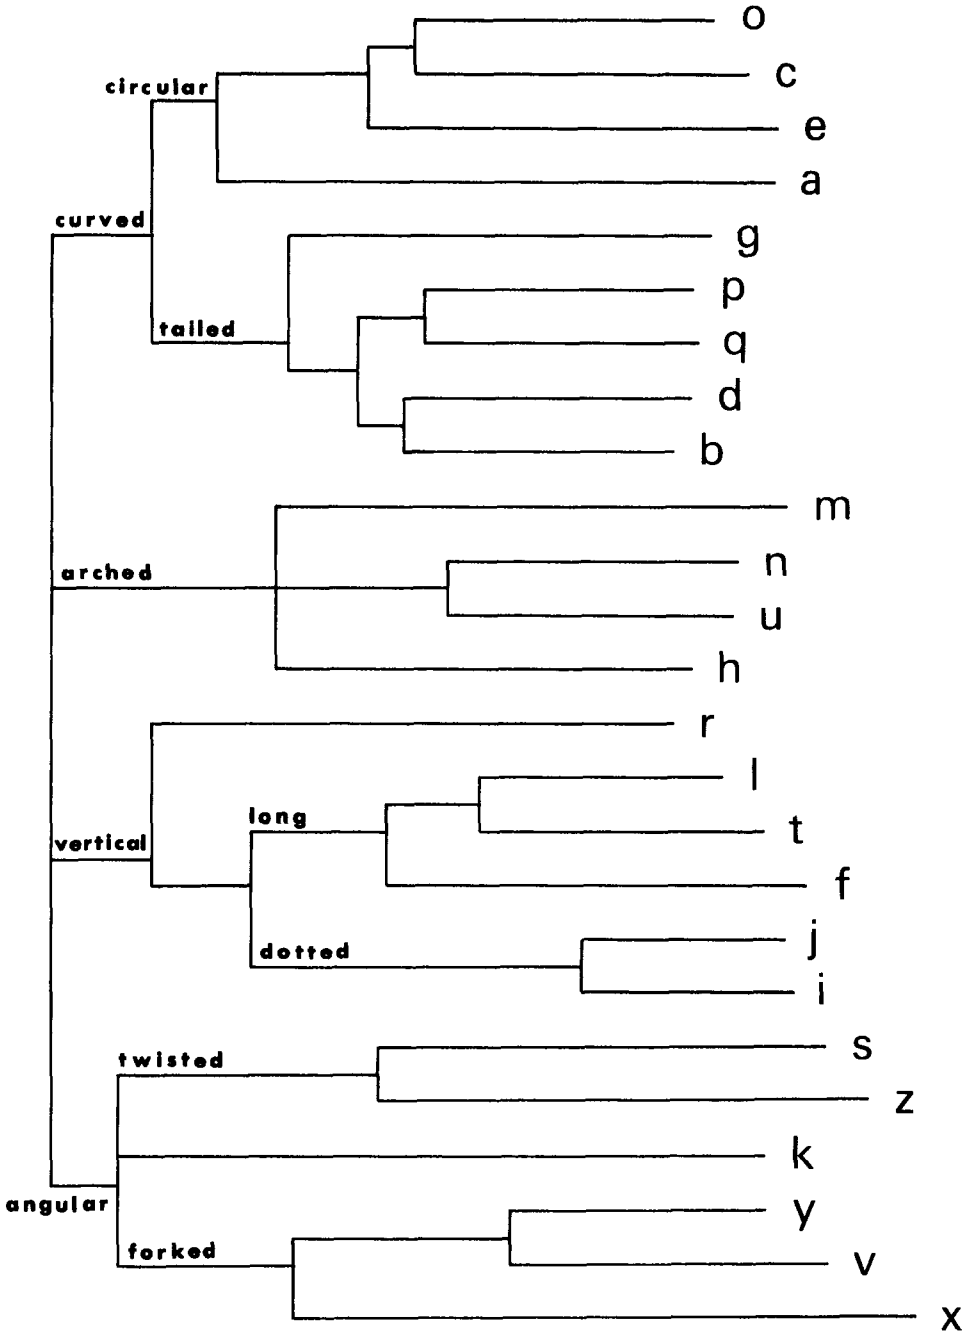 o
circular
c
e
a
curved
g
p
tailed
q
d
b
m
n
arched
u
h
r
l
long
t
vertical
f
j
dotted
i
s
twisted
z
k
angular
y
forked
v
x